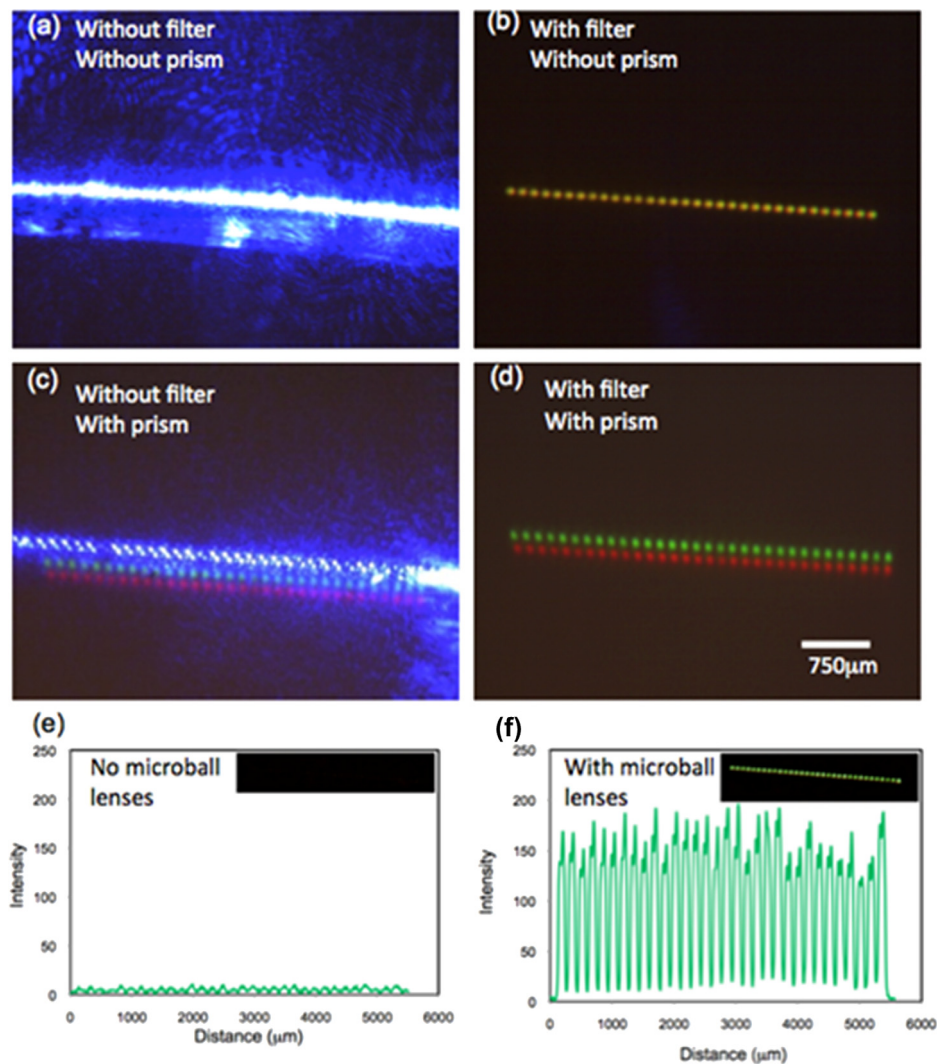 (a) Without filter
Without prism
(b) With filter
Without prism
(c) Without filter
With prism
(d) With filter
With prism
750μm
(e)
No microball
lenses
Intensity
250
200
150
100
50
0
0 1000 2000 3000 4000 5000 6000
Distance (μm)
(f)
With microball
lenses
Intensity
250
200
150
100
50
0
0 1000 2000 3000 4000 5000 6000
Distance (μm)